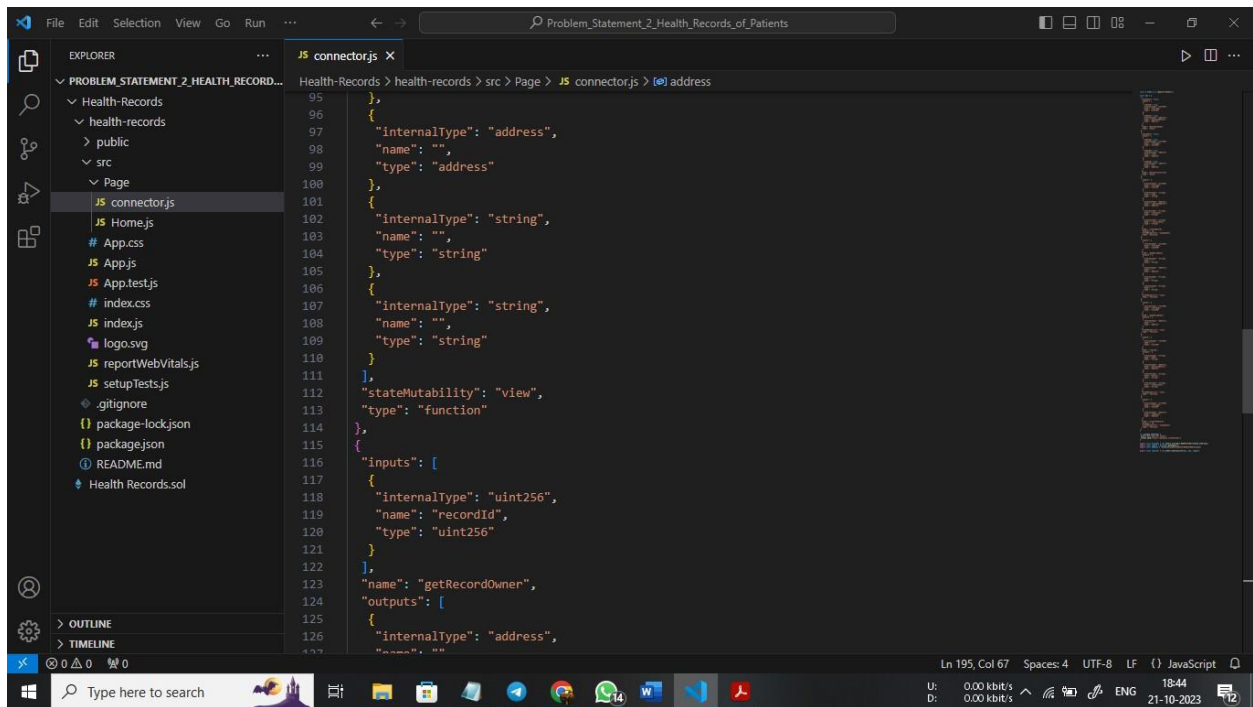 File Edit Selection View Go Run ...
Problem_Statement_2_Health_Records_of_Patients
EXPLORER
PROBLEM_STATEMENT_2_HEALTH_RECORD...
Health-Records
health-records
public
src
Page
JS connector.js
JS Home.js
# App.css
JS App.js
JS App.test.js
# index.css
JS index.js
logo.svg
JS reportWebVitals.js
JS setupTests.js
.gitignore
{} package-lock.json
{} package.json
README.md
Health Records.sol
OUTLINE
TIMELINE
JS connector.js
Health-Records > health-records > src > Page > JS connector.js > address
95 },
96 {
97 "internalType": "address",
98 "name": "",
99 "type": "address"
100 },
101 {
102 "internalType": "string",
103 "name": "",
104 "type": "string"
105 },
106 {
107 "internalType": "string",
108 "name": "",
109 "type": "string"
110 }
111 ],
112 "stateMutability": "view",
113 "type": "function"
114 },
115 {
116 "inputs": [
117 {
118 "internalType": "uint256",
119 "name": "recordId",
120 "type": "uint256"
121 }
122 ],
123 "name": "getRecordOwner",
124 "outputs": [
125 {
126 "internalType": "address",
127 "name": ""
0 0 0 Ln 195, Col 67 Spaces: 4 UTF-8 LF {} JavaScript
Type here to search
14
U: 0.00 kbit/s
D: 0.00 kbit/s
ENG
18:44
21-10-2023
12